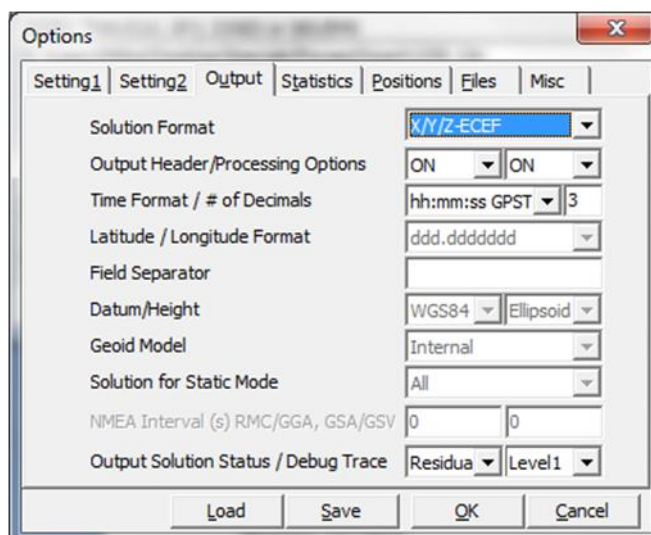 Options
Setting1 Setting2 Output Statistics Positions Files Misc
Solution Format X/Y/Z-ECEF
Output Header/Processing Options ON ON
Time Format / # of Decimals hh:mm:ss GPST 3
Latitude / Longitude Format ddd.ddddddd
Field Separator
Datum/Height WGS84 Ellipsoid
Geoid Model Internal
Solution for Static Mode All
NMEA Interval (s) RMC/GGA, GSA/GSV 0 0
Output Solution Status / Debug Trace Residua Level1
Load Save OK Cancel